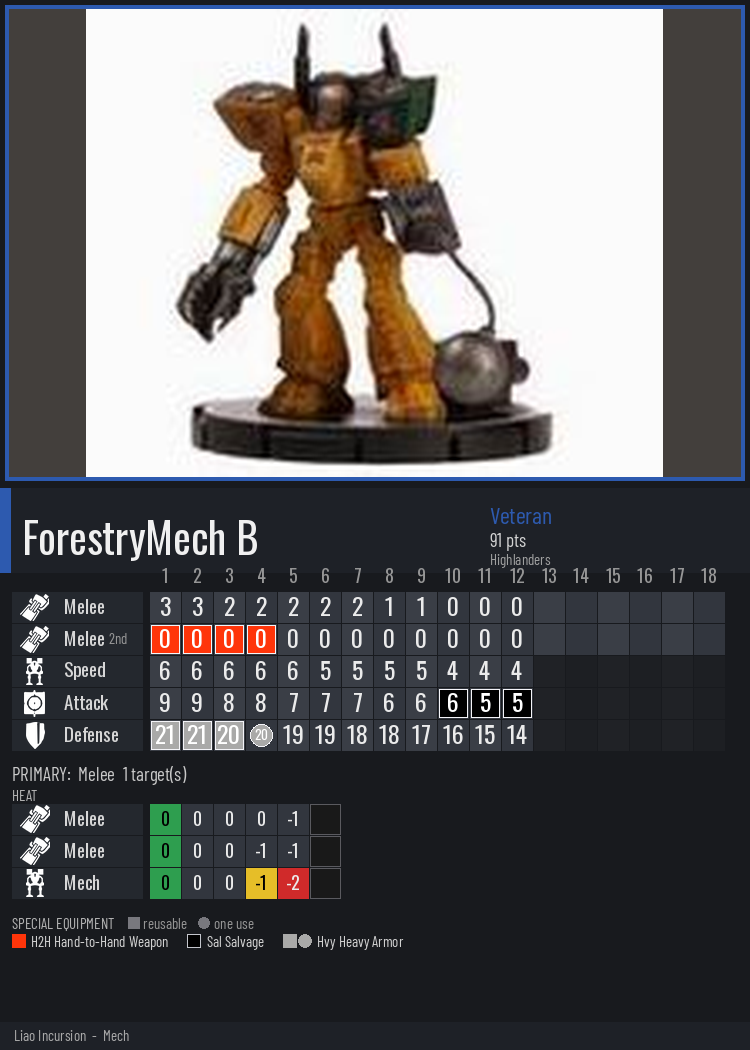 ForestryMech B
Veteran
91 pts
Highlanders
1 2 3 4 5 6 7 8 9 10 11 12 13 14 15 16 17 18
Melee 3 3 2 2 2 2 2 1 1 0 0 0
Melee 2nd 0 0 0 0 0 0 0 0 0 0 0 0
Speed 6 6 6 6 6 5 5 5 5 4 4 4
Attack 9 9 8 8 7 7 7 6 6 6 5 5
Defense 21 21 20 20 19 19 18 18 17 16 15 14
PRIMARY: Melee 1 target(s)
HEAT
Melee 0 0 0 0 -1
Melee 0 0 0 -1 -1
Mech 0 0 0 -1 -2
SPECIAL EQUIPMENT reusable one use
H2H Hand-to-Hand Weapon Sal Salvage Hvy Heavy Armor
Liao Incursion - Mech